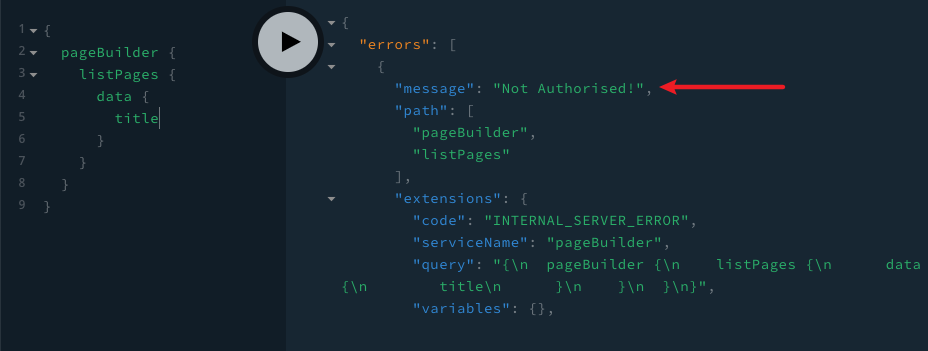 1 {
2 pageBuilder {
3 listPages {
4 data {
5 title
6 }
7 }
8 }
9 }
{
"errors": [
{
"message": "Not Authorised!",
"path": [
"pageBuilder",
"listPages"
],
"extensions": {
"code": "INTERNAL_SERVER_ERROR",
"serviceName": "pageBuilder",
"query": "{\n  pageBuilder {\n    listPages {\n      data
{\n        title\n      }\n    }\n  }\n}",
"variables": {},